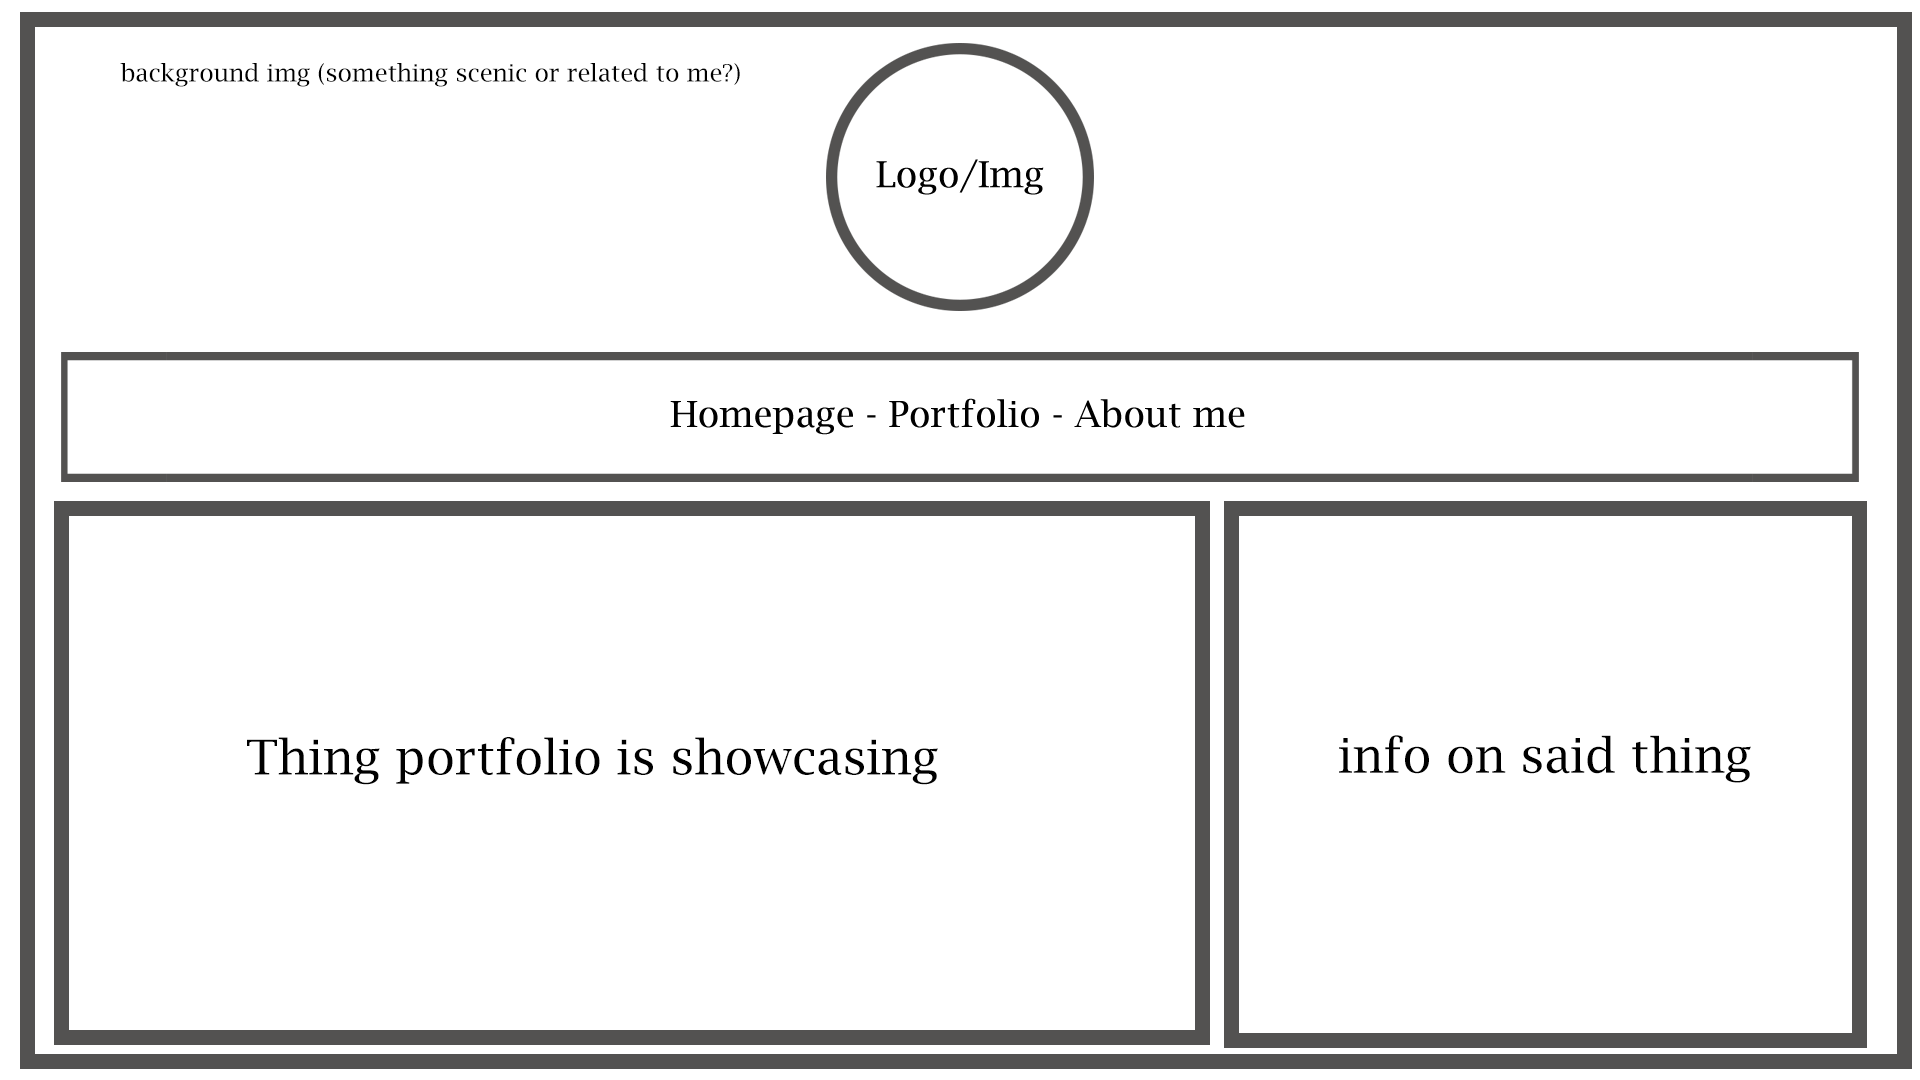 background img (something scenic or related to me?)
Logo/Img
Homepage - Portfolio - About me
Thing portfolio is showcasing
info on said thing